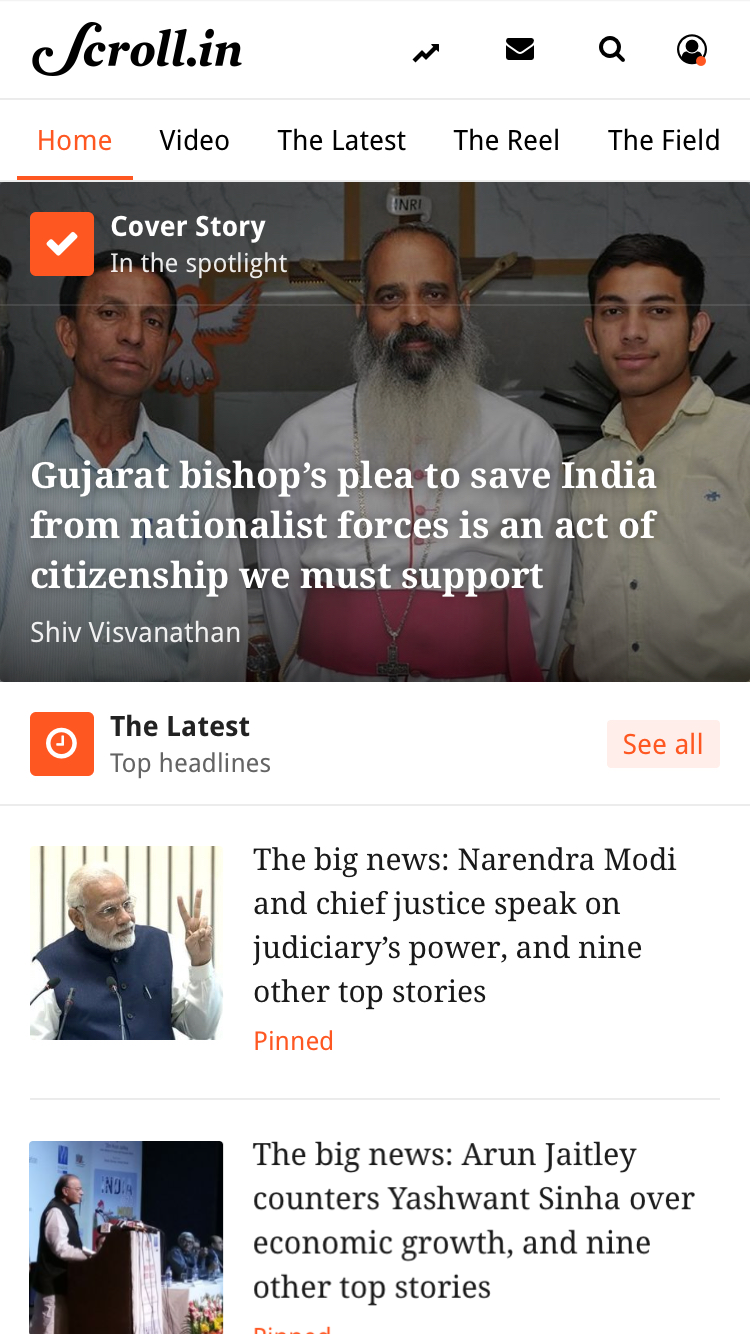 Scroll.in
Home Video The Latest The Reel The Field
INRI
Cover Story
In the spotlight
Gujarat bishop’s plea to save India
from nationalist forces is an act of
citizenship we must support
Shiv Visvanathan
The Latest
Top headlines
See all
The big news: Narendra Modi
and chief justice speak on
judiciary’s power, and nine
other top stories
Pinned
The big news: Arun Jaitley
counters Yashwant Sinha over
economic growth, and nine
other top stories
Pinned